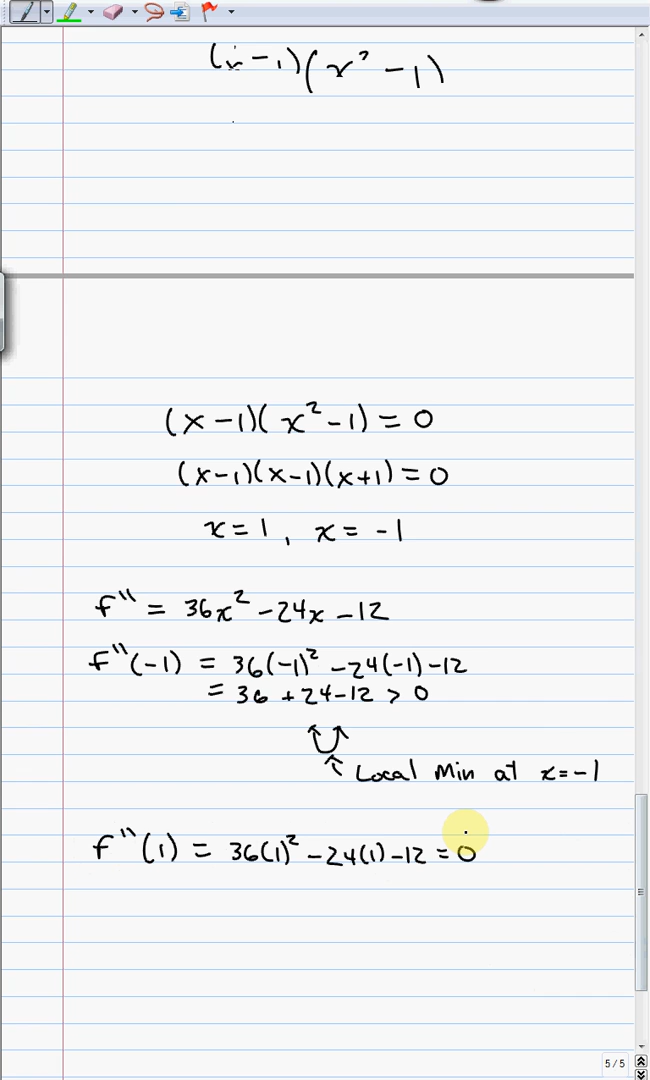 (x-1)(x²-1)
(x-1)(x²-1)=0
(x-1)(x-1)(x+1)=0
x=1, x=-1
f'' = 36x²-24x-12
f''(-1) = 36(-1)²-24(-1)-12
= 36+24-12>0
Local Min at x=-1
f''(1) = 36(1)²-24(1)-12=0
5/5